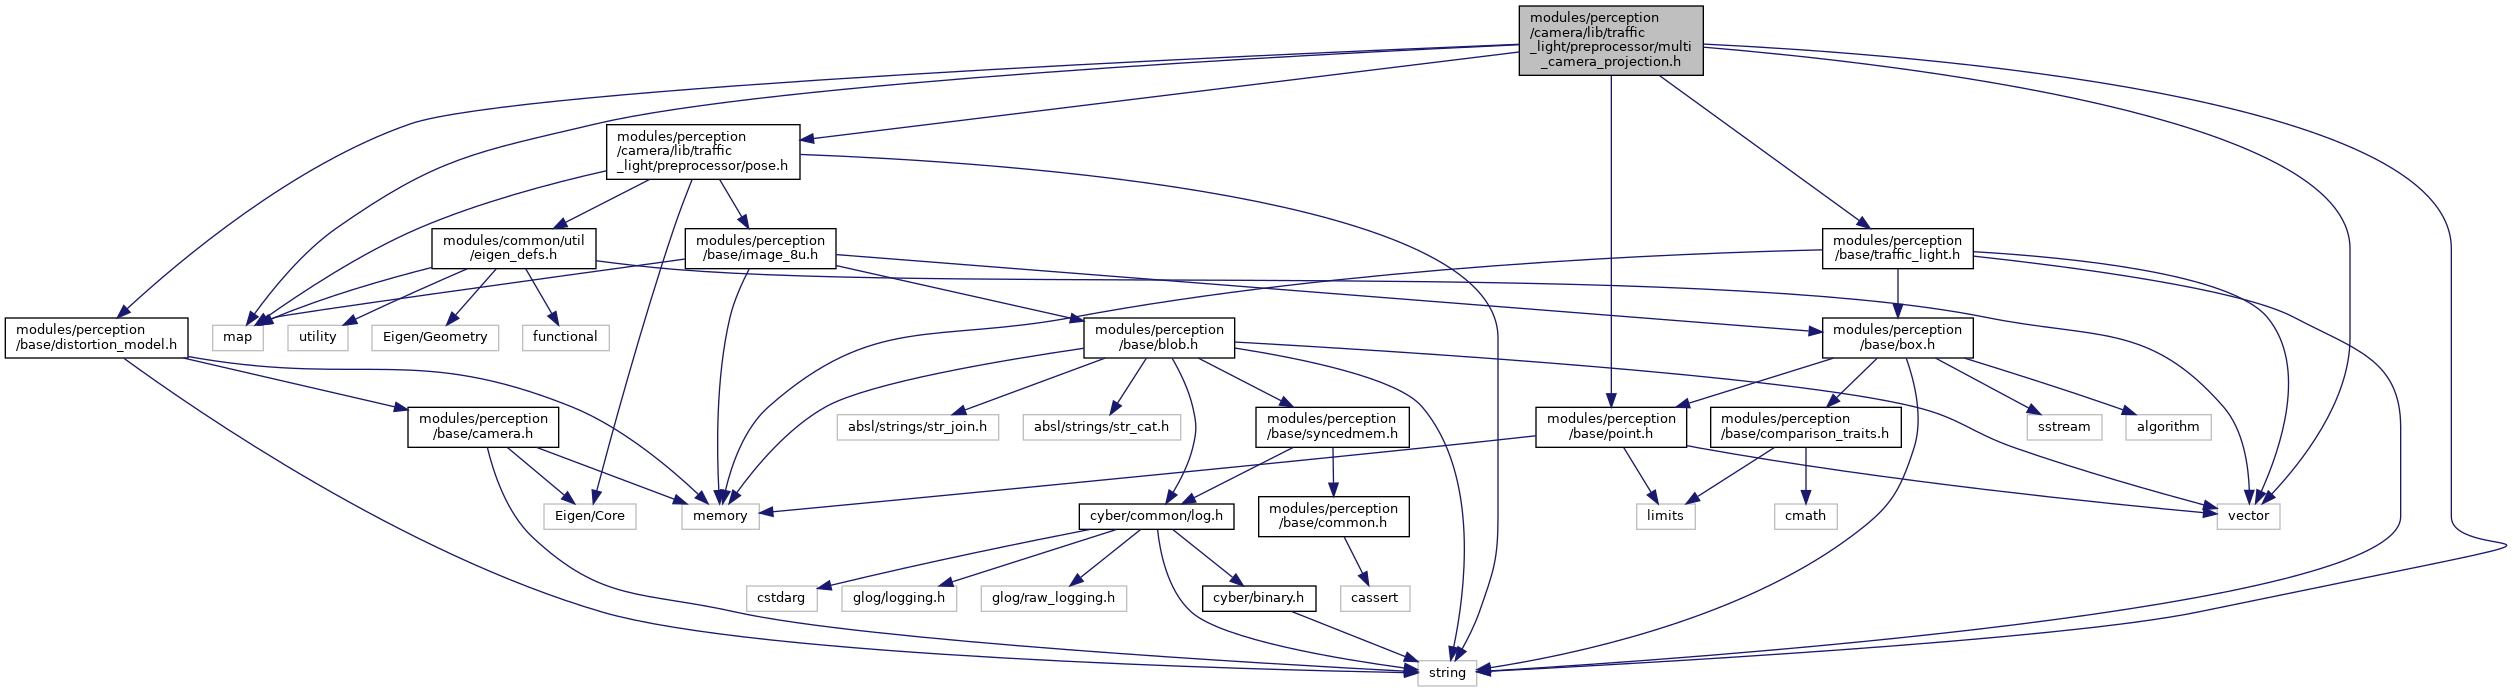 modules/perception
/camera/lib/traffic
_light/preprocessor/multi
_camera_projection.h
modules/perception
/camera/lib/traffic
_light/preprocessor/pose.h
modules/common/util
/eigen_defs.h
modules/perception
/base/image_8u.h
modules/perception
/base/traffic_light.h
modules/perception
/base/distortion_model.h
map
utility
Eigen/Geometry
functional
modules/perception
/base/blob.h
modules/perception
/base/box.h
modules/perception
/base/camera.h
absl/strings/str_join.h
absl/strings/str_cat.h
modules/perception
/base/syncedmem.h
modules/perception
/base/point.h
modules/perception
/base/comparison_traits.h
sstream
algorithm
Eigen/Core
memory
cyber/common/log.h
modules/perception
/base/common.h
limits
cmath
vector
cstdarg
glog/logging.h
glog/raw_logging.h
cyber/binary.h
cassert
string